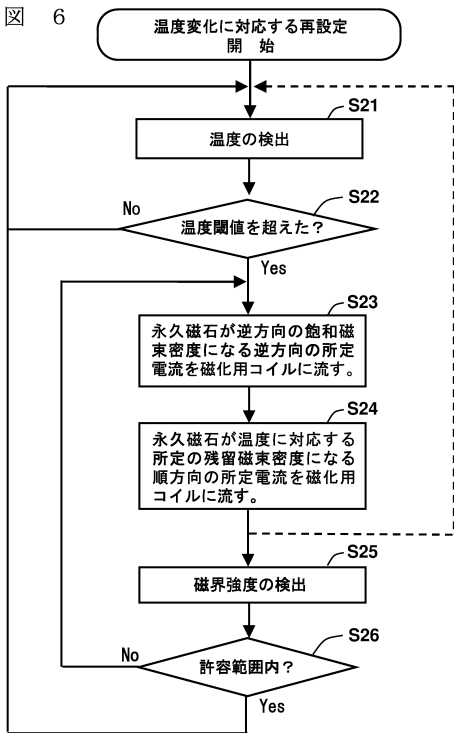 図 6
温度変化に対応する再設定
開 始
S21
温度の検出
S22
No
温度閾値を超えた？
Yes
S23
永久磁石が逆方向の飽和磁
束密度になる逆方向の所定
電流を磁化用コイルに流す。
S24
永久磁石が温度に対応する
所定の残留磁束密度になる
順方向の所定電流を磁化用
コイルに流す。
S25
磁界強度の検出
S26
No
許容範囲内？
Yes